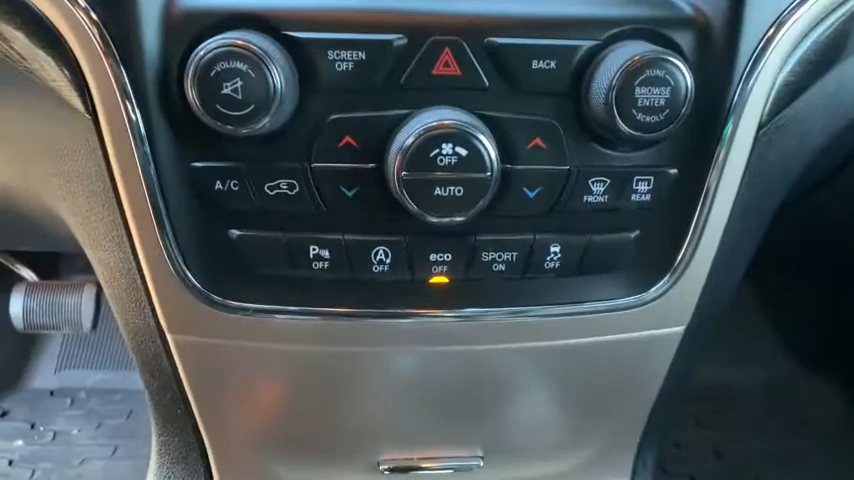 VOLUME
SCREEN
OFF
BACK
TUNE
BROWSE
ENTER
SCROLL
OFF
AUTO
A/C
FRONT
REAR
P
OFF
A
OFF
eco
OFF
SPORT
ON
OFF